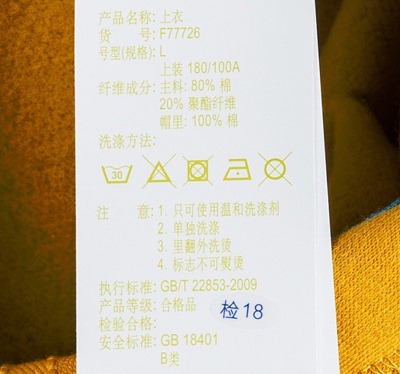 产品名称：上衣
货　　号：F77726
号型(规格)：L
上装 180/100A
纤维成分：主料：80% 棉
20% 聚酯纤维
帽里：100% 棉
洗涤方法：
30
注　　意：1. 只可使用温和洗涤剂
2. 单独洗涤
3. 里翻外洗烫
4. 标志不可熨烫
执行标准：GB/T 22853-2009
产品等级：合格品
检验合格： 检18
安全标准：GB 18401
B类